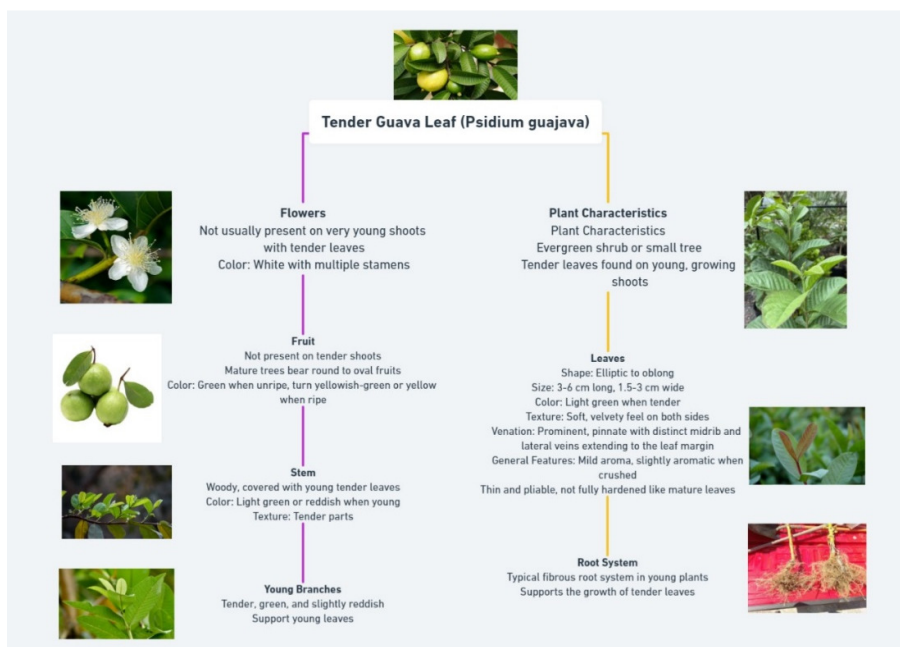 Tender Guava Leaf (Psidium guajava)
Flowers
Not usually present on very young shoots
with tender leaves
Color: White with multiple stamens
Fruit
Not present on tender shoots
Mature trees bear round to oval fruits
Color: Green when unripe, turn yellowish-green or yellow
when ripe
Stem
Woody, covered with young tender leaves
Color: Light green or reddish when young
Texture: Tender parts
Young Branches
Tender, green, and slightly reddish
Support young leaves
Plant Characteristics
Plant Characteristics
Evergreen shrub or small tree
Tender leaves found on young, growing
shoots
Leaves
Shape: Elliptic to oblong
Size: 3-6 cm long, 1.5-3 cm wide
Color: Light green when tender
Texture: Soft, velvety feel on both sides
Venation: Prominent, pinnate with distinct midrib and
lateral veins extending to the leaf margin
General Features: Mild aroma, slightly aromatic when
crushed
Thin and pliable, not fully hardened like mature leaves
Root System
Typical fibrous root system in young plants
Supports the growth of tender leaves